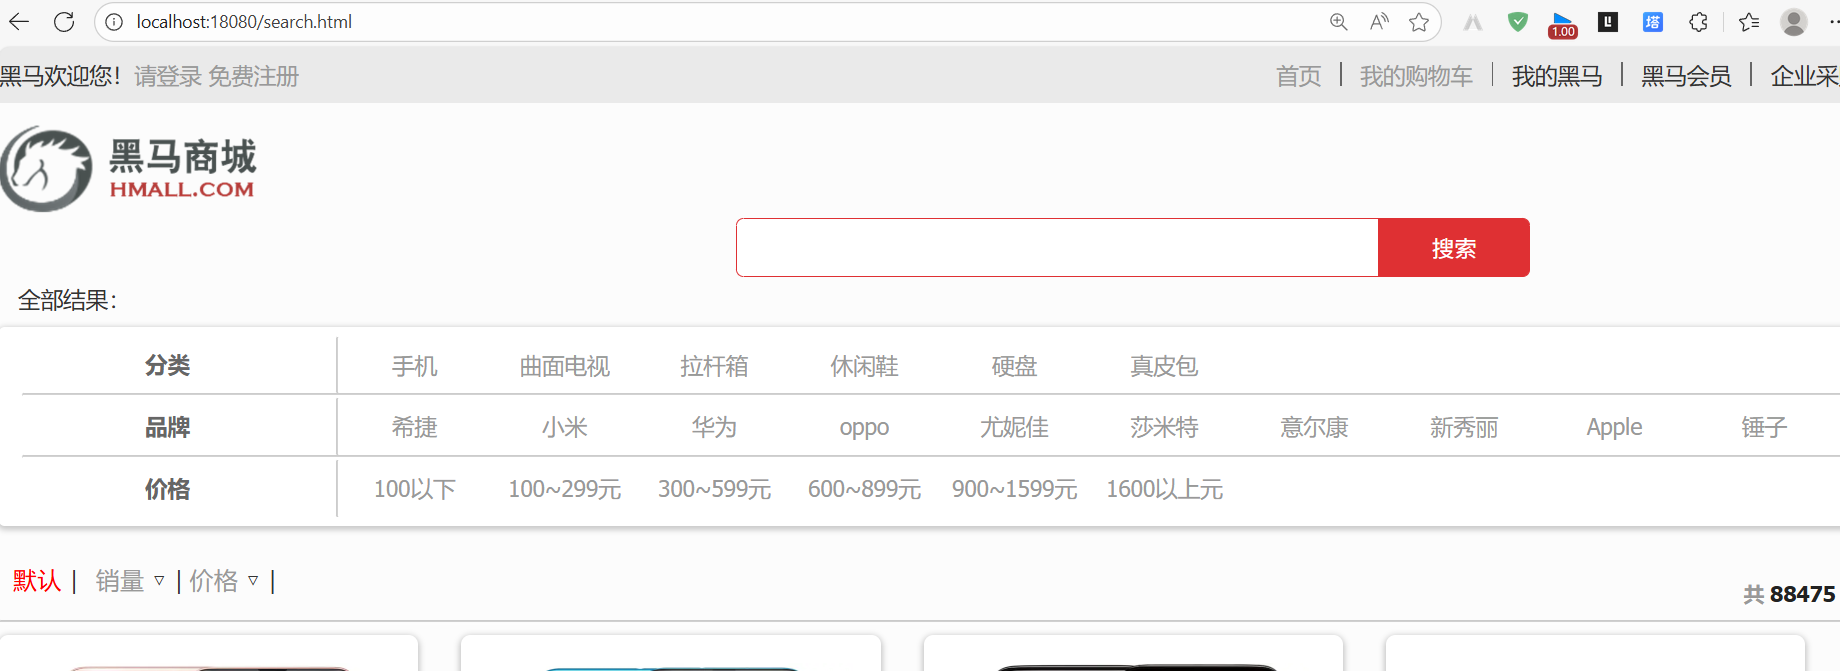 localhost:18080/search.html
1.00
塔
黑马欢迎您！ 请登录 免费注册
首页 | 我的购物车 | 我的黑马 | 黑马会员 | 企业采
黑马商城
HMALL.COM
搜索
全部结果：
分类 手机 曲面电视 拉杆箱 休闲鞋 硬盘 真皮包
品牌 希捷 小米 华为 oppo 尤妮佳 莎米特 意尔康 新秀丽 Apple 锤子
价格 100以下 100~299元 300~599元 600~899元 900~1599元 1600以上元
默认 | 销量 ▿ | 价格 ▿ |
共 88475